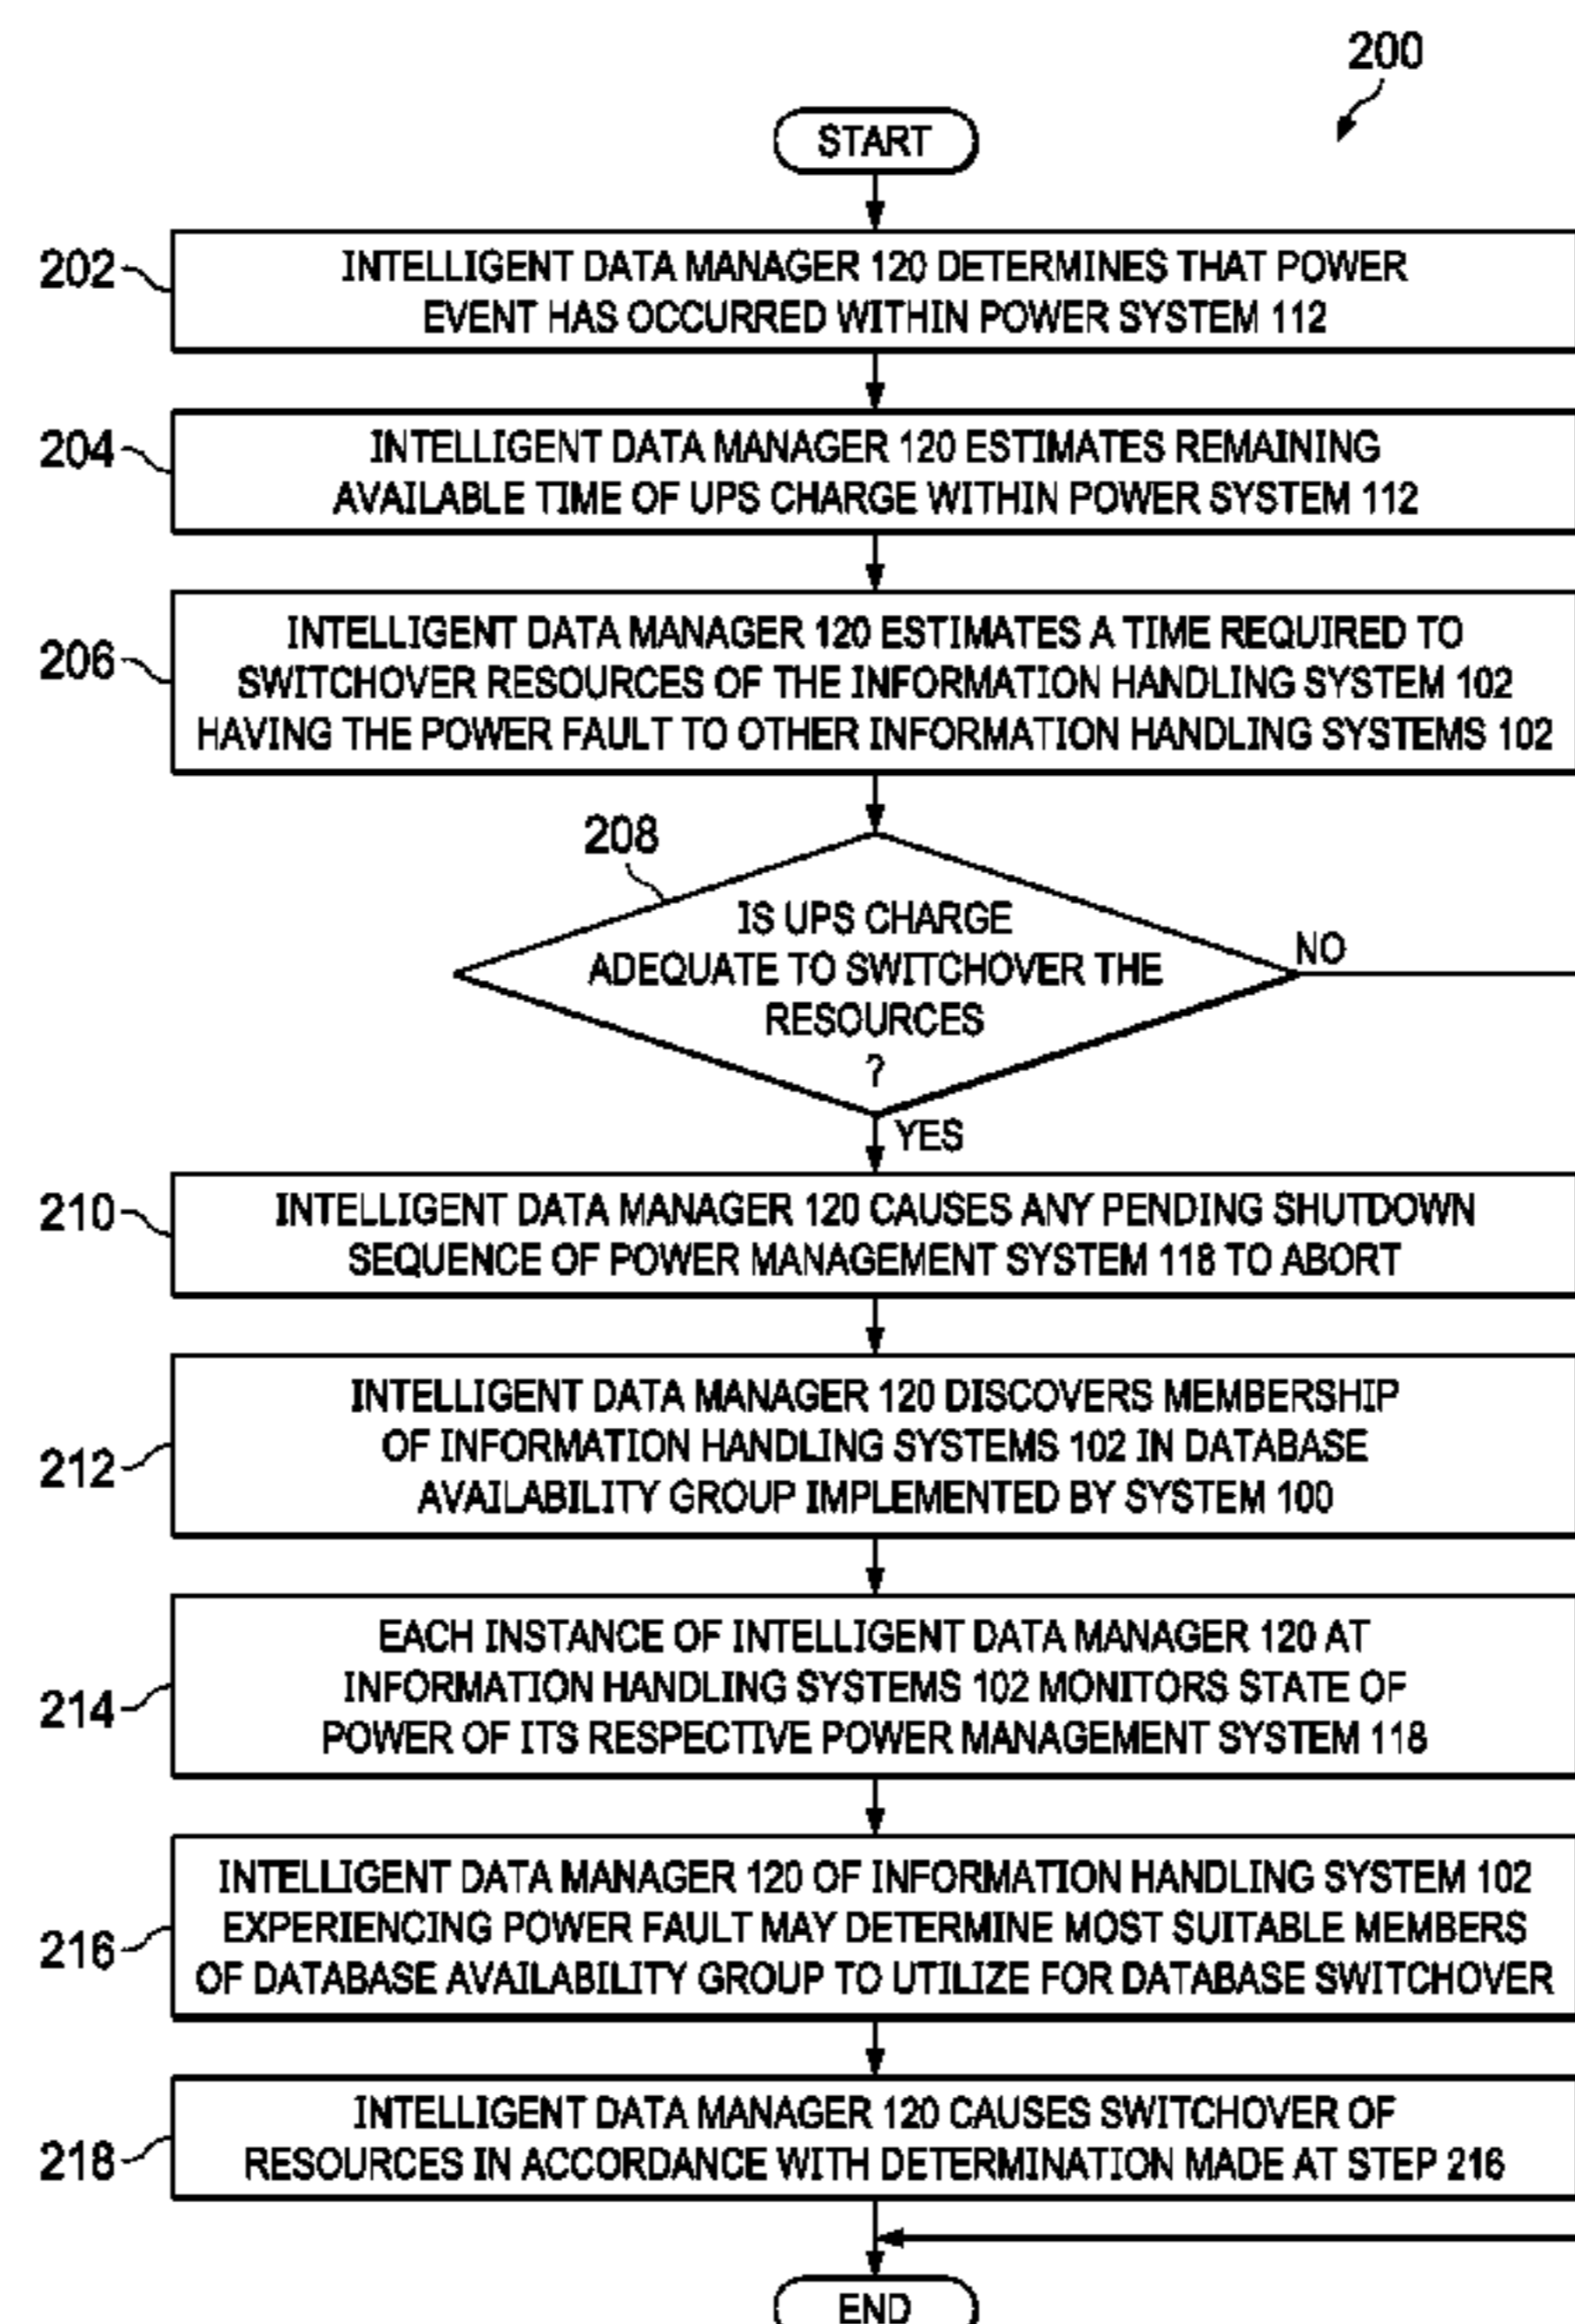 200
START
202
INTELLIGENT DATA MANAGER 120 DETERMINES THAT POWER
EVENT HAS OCCURRED WITHIN POWER SYSTEM 112
204
INTELLIGENT DATA MANAGER 120 ESTIMATES REMAINING
AVAILABLE TIME OF UPS CHARGE WITHIN POWER SYSTEM 112
206
INTELLIGENT DATA MANAGER 120 ESTIMATES A TIME REQUIRED TO
SWITCHOVER RESOURCES OF THE INFORMATION HANDLING SYSTEM 102
HAVING THE POWER FAULT TO OTHER INFORMATION HANDLING SYSTEMS 102
208
IS UPS CHARGE
ADEQUATE TO SWITCHOVER THE
RESOURCES
?
NO
YES
210
INTELLIGENT DATA MANAGER 120 CAUSES ANY PENDING SHUTDOWN
SEQUENCE OF POWER MANAGEMENT SYSTEM 118 TO ABORT
212
INTELLIGENT DATA MANAGER 120 DISCOVERS MEMBERSHIP
OF INFORMATION HANDLING SYSTEMS 102 IN DATABASE
AVAILABILITY GROUP IMPLEMENTED BY SYSTEM 100
214
EACH INSTANCE OF INTELLIGENT DATA MANAGER 120 AT
INFORMATION HANDLING SYSTEMS 102 MONITORS STATE OF
POWER OF ITS RESPECTIVE POWER MANAGEMENT SYSTEM 118
216
INTELLIGENT DATA MANAGER 120 OF INFORMATION HANDLING SYSTEM 102
EXPERIENCING POWER FAULT MAY DETERMINE MOST SUITABLE MEMBERS
OF DATABASE AVAILABILITY GROUP TO UTILIZE FOR DATABASE SWITCHOVER
218
INTELLIGENT DATA MANAGER 120 CAUSES SWITCHOVER OF
RESOURCES IN ACCORDANCE WITH DETERMINATION MADE AT STEP 216
END